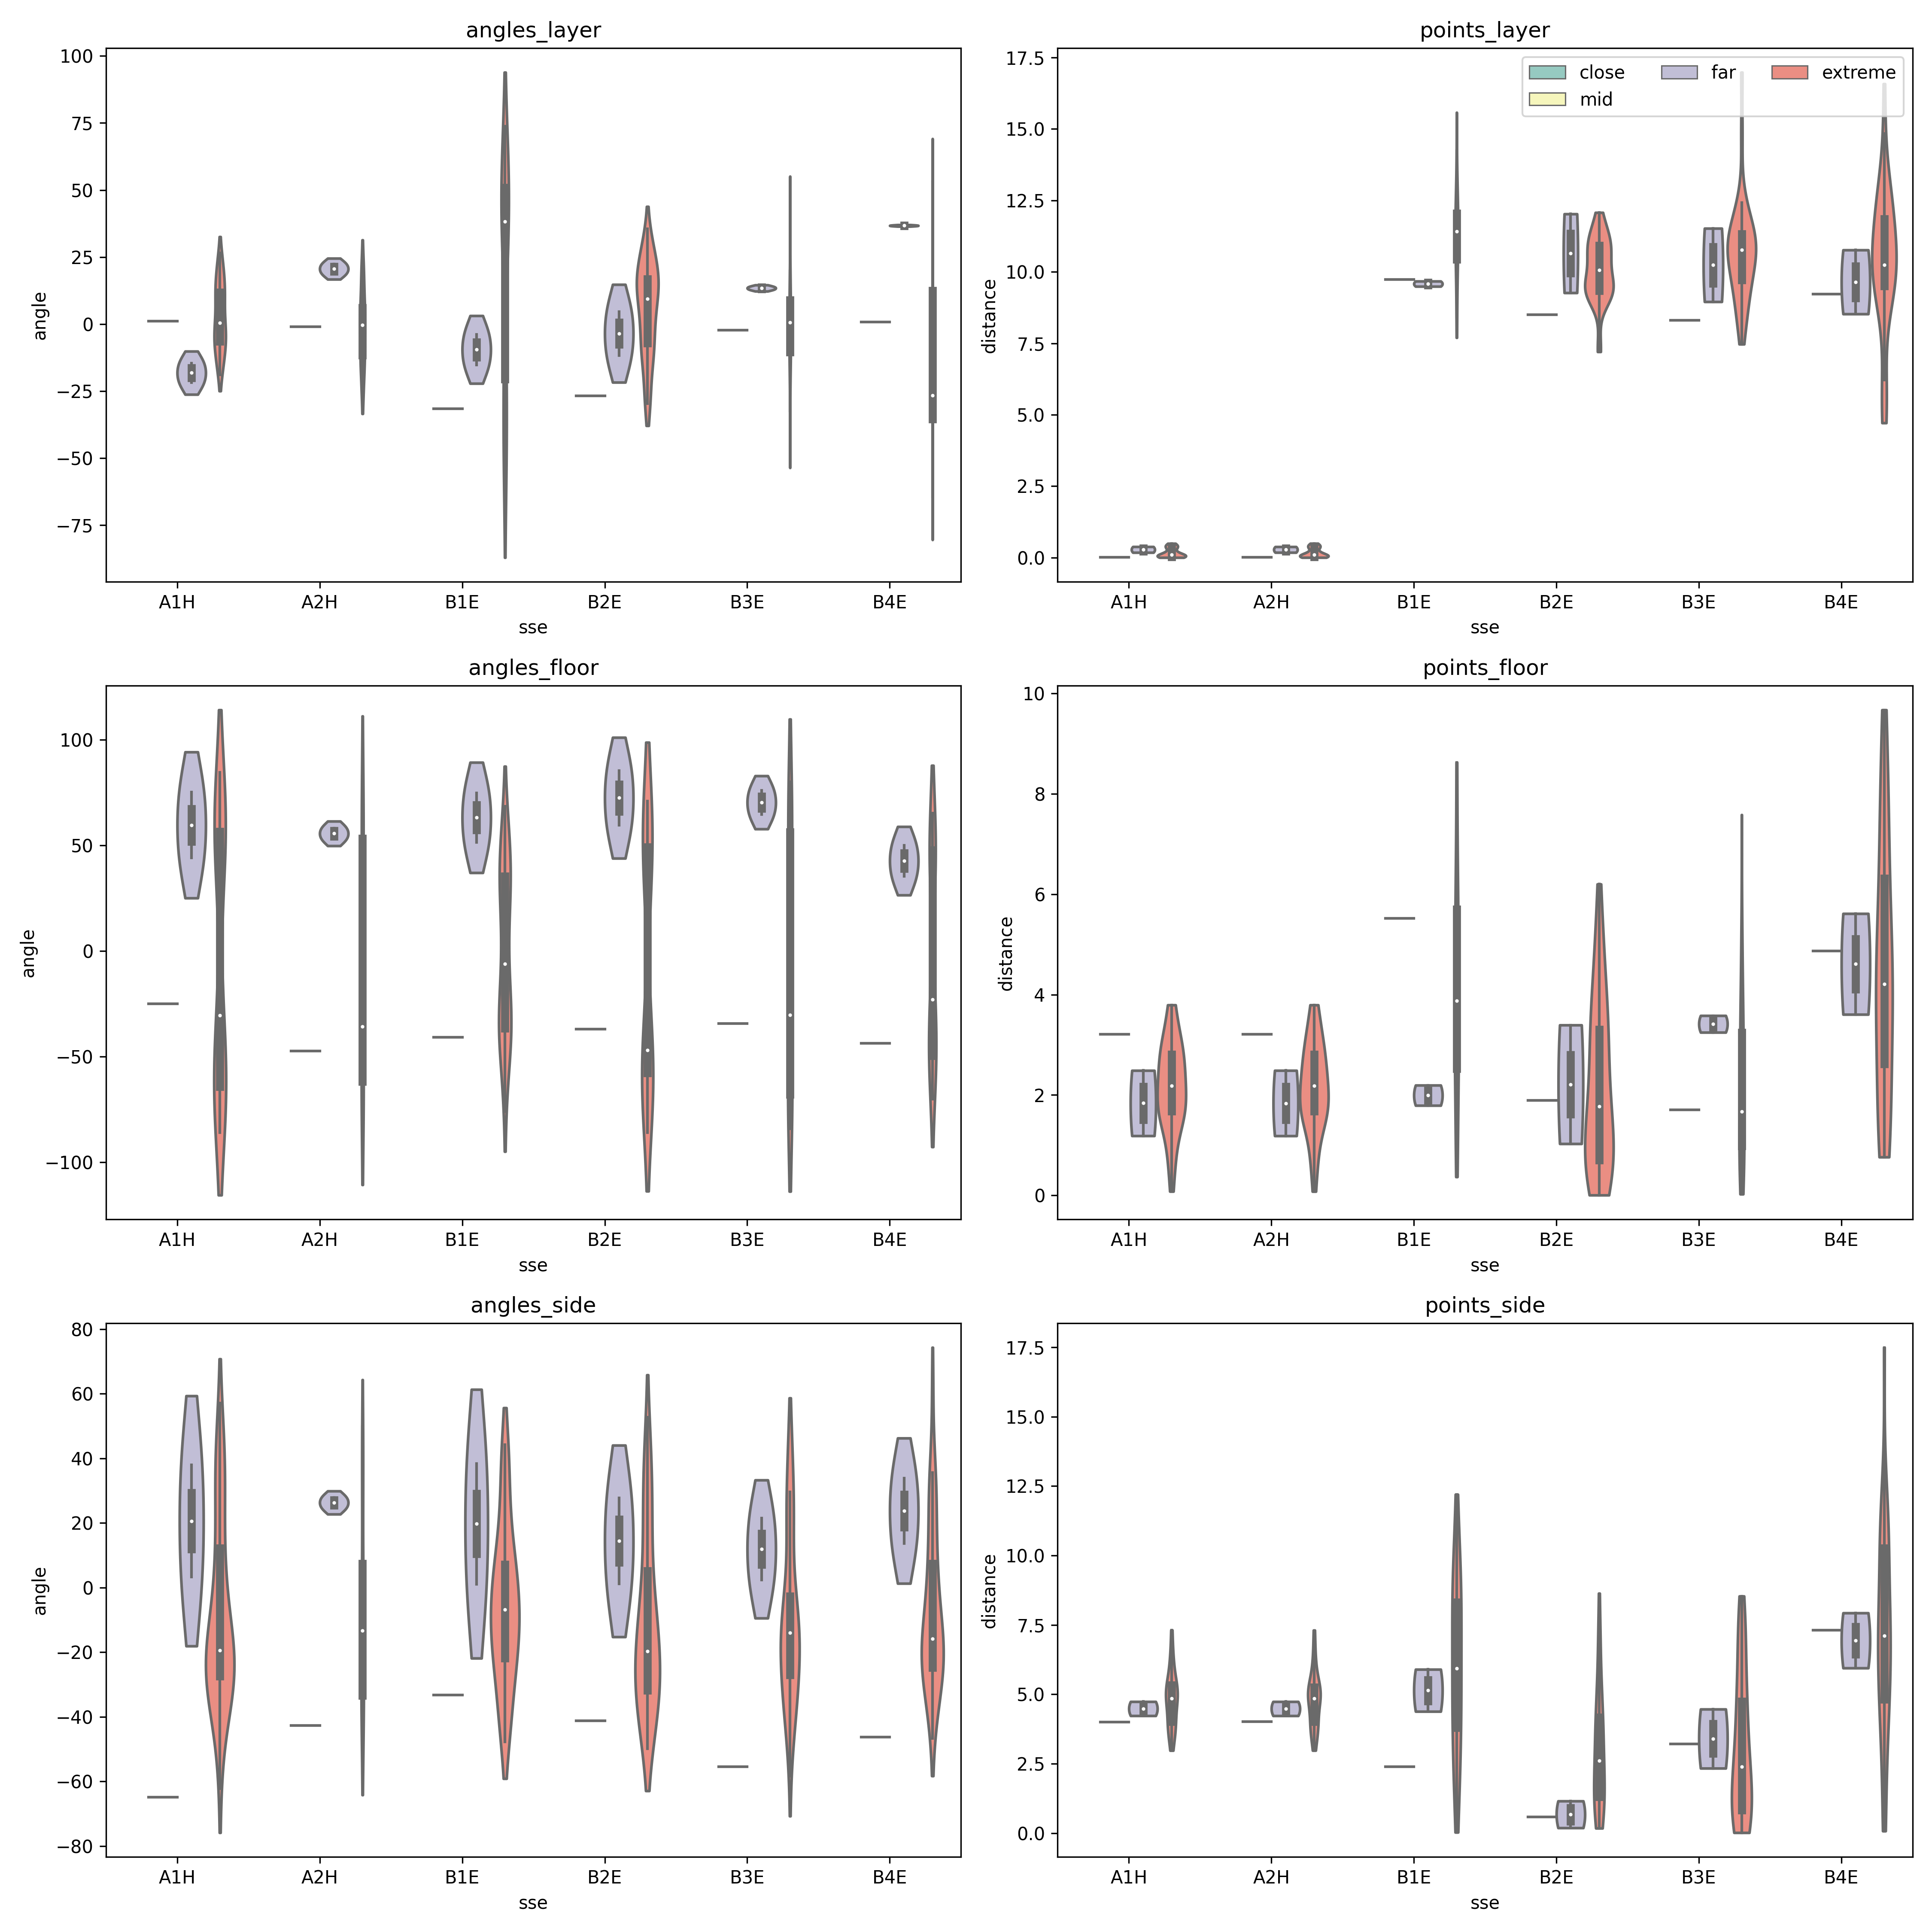 angles_layer
100
75
50
25
0
−25
−50
−75
angle
A1H A2H B1E B2E B3E B4E
sse
points_layer
close far extreme
mid
17.5
15.0
12.5
10.0
7.5
5.0
2.5
0.0
distance
A1H A2H B1E B2E B3E B4E
sse
angles_floor
100
50
0
−50
−100
angle
A1H A2H B1E B2E B3E B4E
sse
points_floor
10
8
6
4
2
0
distance
A1H A2H B1E B2E B3E B4E
sse
angles_side
80
60
40
20
0
−20
−40
−60
−80
angle
A1H A2H B1E B2E B3E B4E
sse
points_side
17.5
15.0
12.5
10.0
7.5
5.0
2.5
0.0
distance
A1H A2H B1E B2E B3E B4E
sse